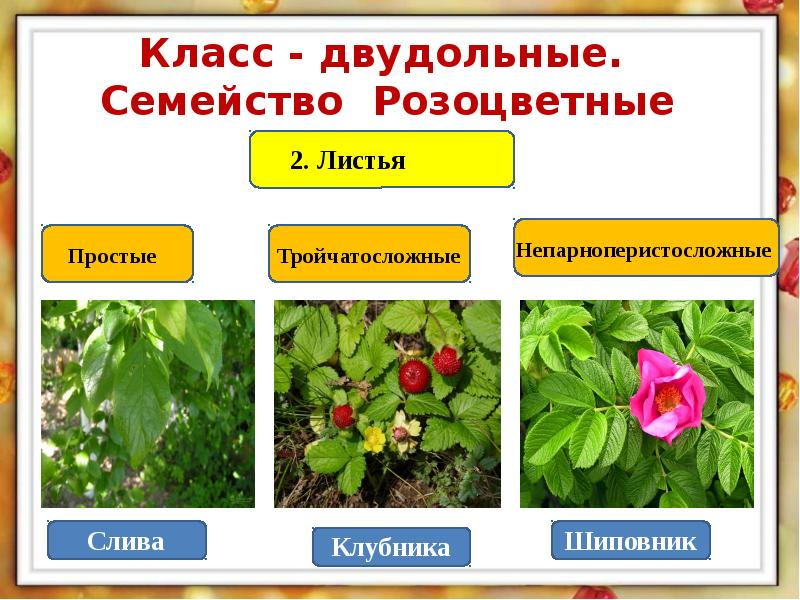 Класс - двудольные.
Семейство Розоцветные
2. Листья
Простые
Тройчатосложные
Непарноперистосложные
Слива
Клубника
Шиповник